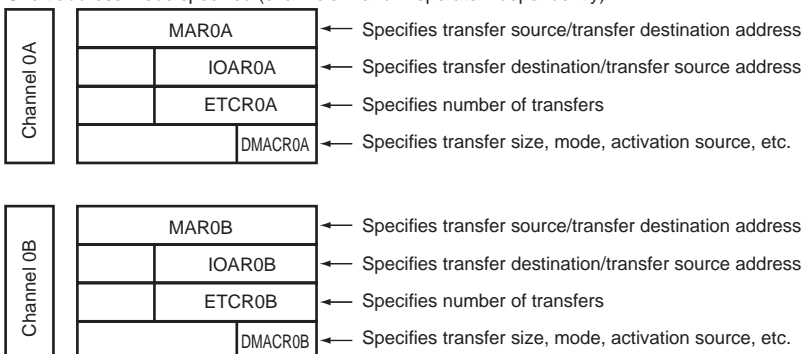 Channel 0A
MAR0A Specifies transfer source/transfer destination address
IOAR0A Specifies transfer destination/transfer source address
ETCR0A Specifies number of transfers
DMACR0A Specifies transfer size, mode, activation source, etc.
Channel 0B
MAR0B Specifies transfer source/transfer destination address
IOAR0B Specifies transfer destination/transfer source address
ETCR0B Specifies number of transfers
DMACR0B Specifies transfer size, mode, activation source, etc.